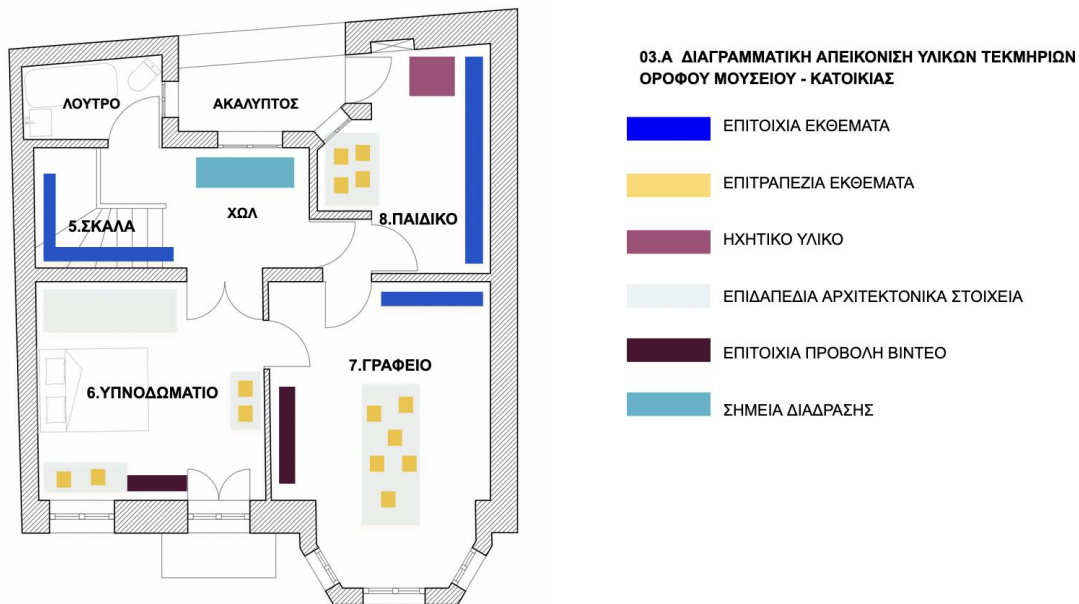 03.Α ΔΙΑΓΡΑΜΜΑΤΙΚΗ ΑΠΕΙΚΟΝΙΣΗ ΥΛΙΚΩΝ ΤΕΚΜΗΡΙΩΝ
ΟΡΟΦΟΥ ΜΟΥΣΕΙΟΥ - ΚΑΤΟΙΚΙΑΣ
ΕΠΙΤΟΙΧΙΑ ΕΚΘΕΜΑΤΑ
ΕΠΙΤΡΑΠΕΖΙΑ ΕΚΘΕΜΑΤΑ
ΗΧΗΤΙΚΟ ΥΛΙΚΟ
ΕΠΙΔΑΠΕΔΙΑ ΑΡΧΙΤΕΚΤΟΝΙΚΑ ΣΤΟΙΧΕΙΑ
ΕΠΙΤΟΙΧΙΑ ΠΡΟΒΟΛΗ ΒΙΝΤΕΟ
ΣΗΜΕΙΑ ΔΙΑΔΡΑΣΗΣ
ΛΟΥΤΡΟ
ΑΚΑΛΥΠΤΟΣ
5.ΣΚΑΛΑ
ΧΩΛ
8.ΠΑΙΔΙΚΟ
6.ΥΠΝΟΔΩΜΑΤΙΟ
7.ΓΡΑΦΕΙΟ